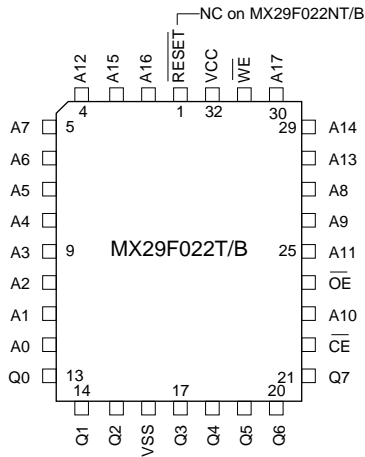 NC on MX29F022NT/B
A12
A15
A16
RESET
VCC
WE
A17
4
1
32
30
A7
5
29
A14
A6
A13
A5
A8
A4
A9
A3
9
MX29F022T/B
25
A11
A2
OE
A1
A10
A0
CE
Q0
13
21
Q7
14
17
20
Q1
Q2
VSS
Q3
Q4
Q5
Q6